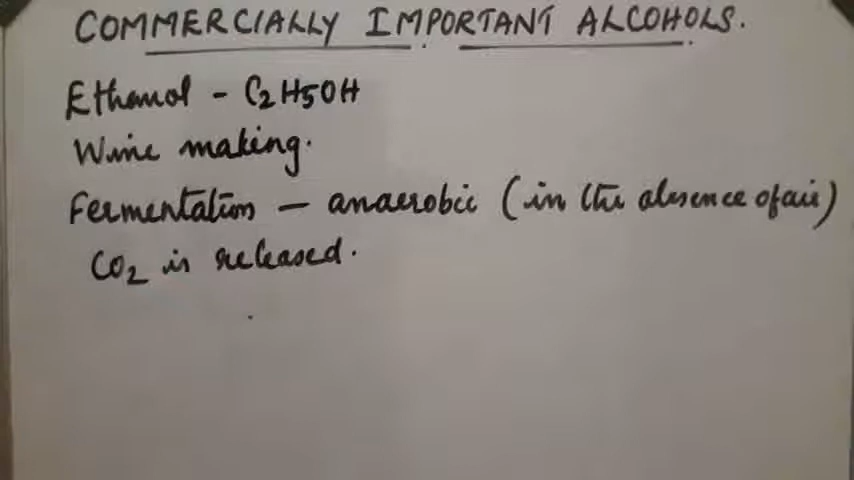 COMMERCIALLY IMPORTANT ALCOHOLS.
Ethanol - C2H5OH
Wine making.
Fermentation - anaerobic (in the absence of air)
CO2 is released.